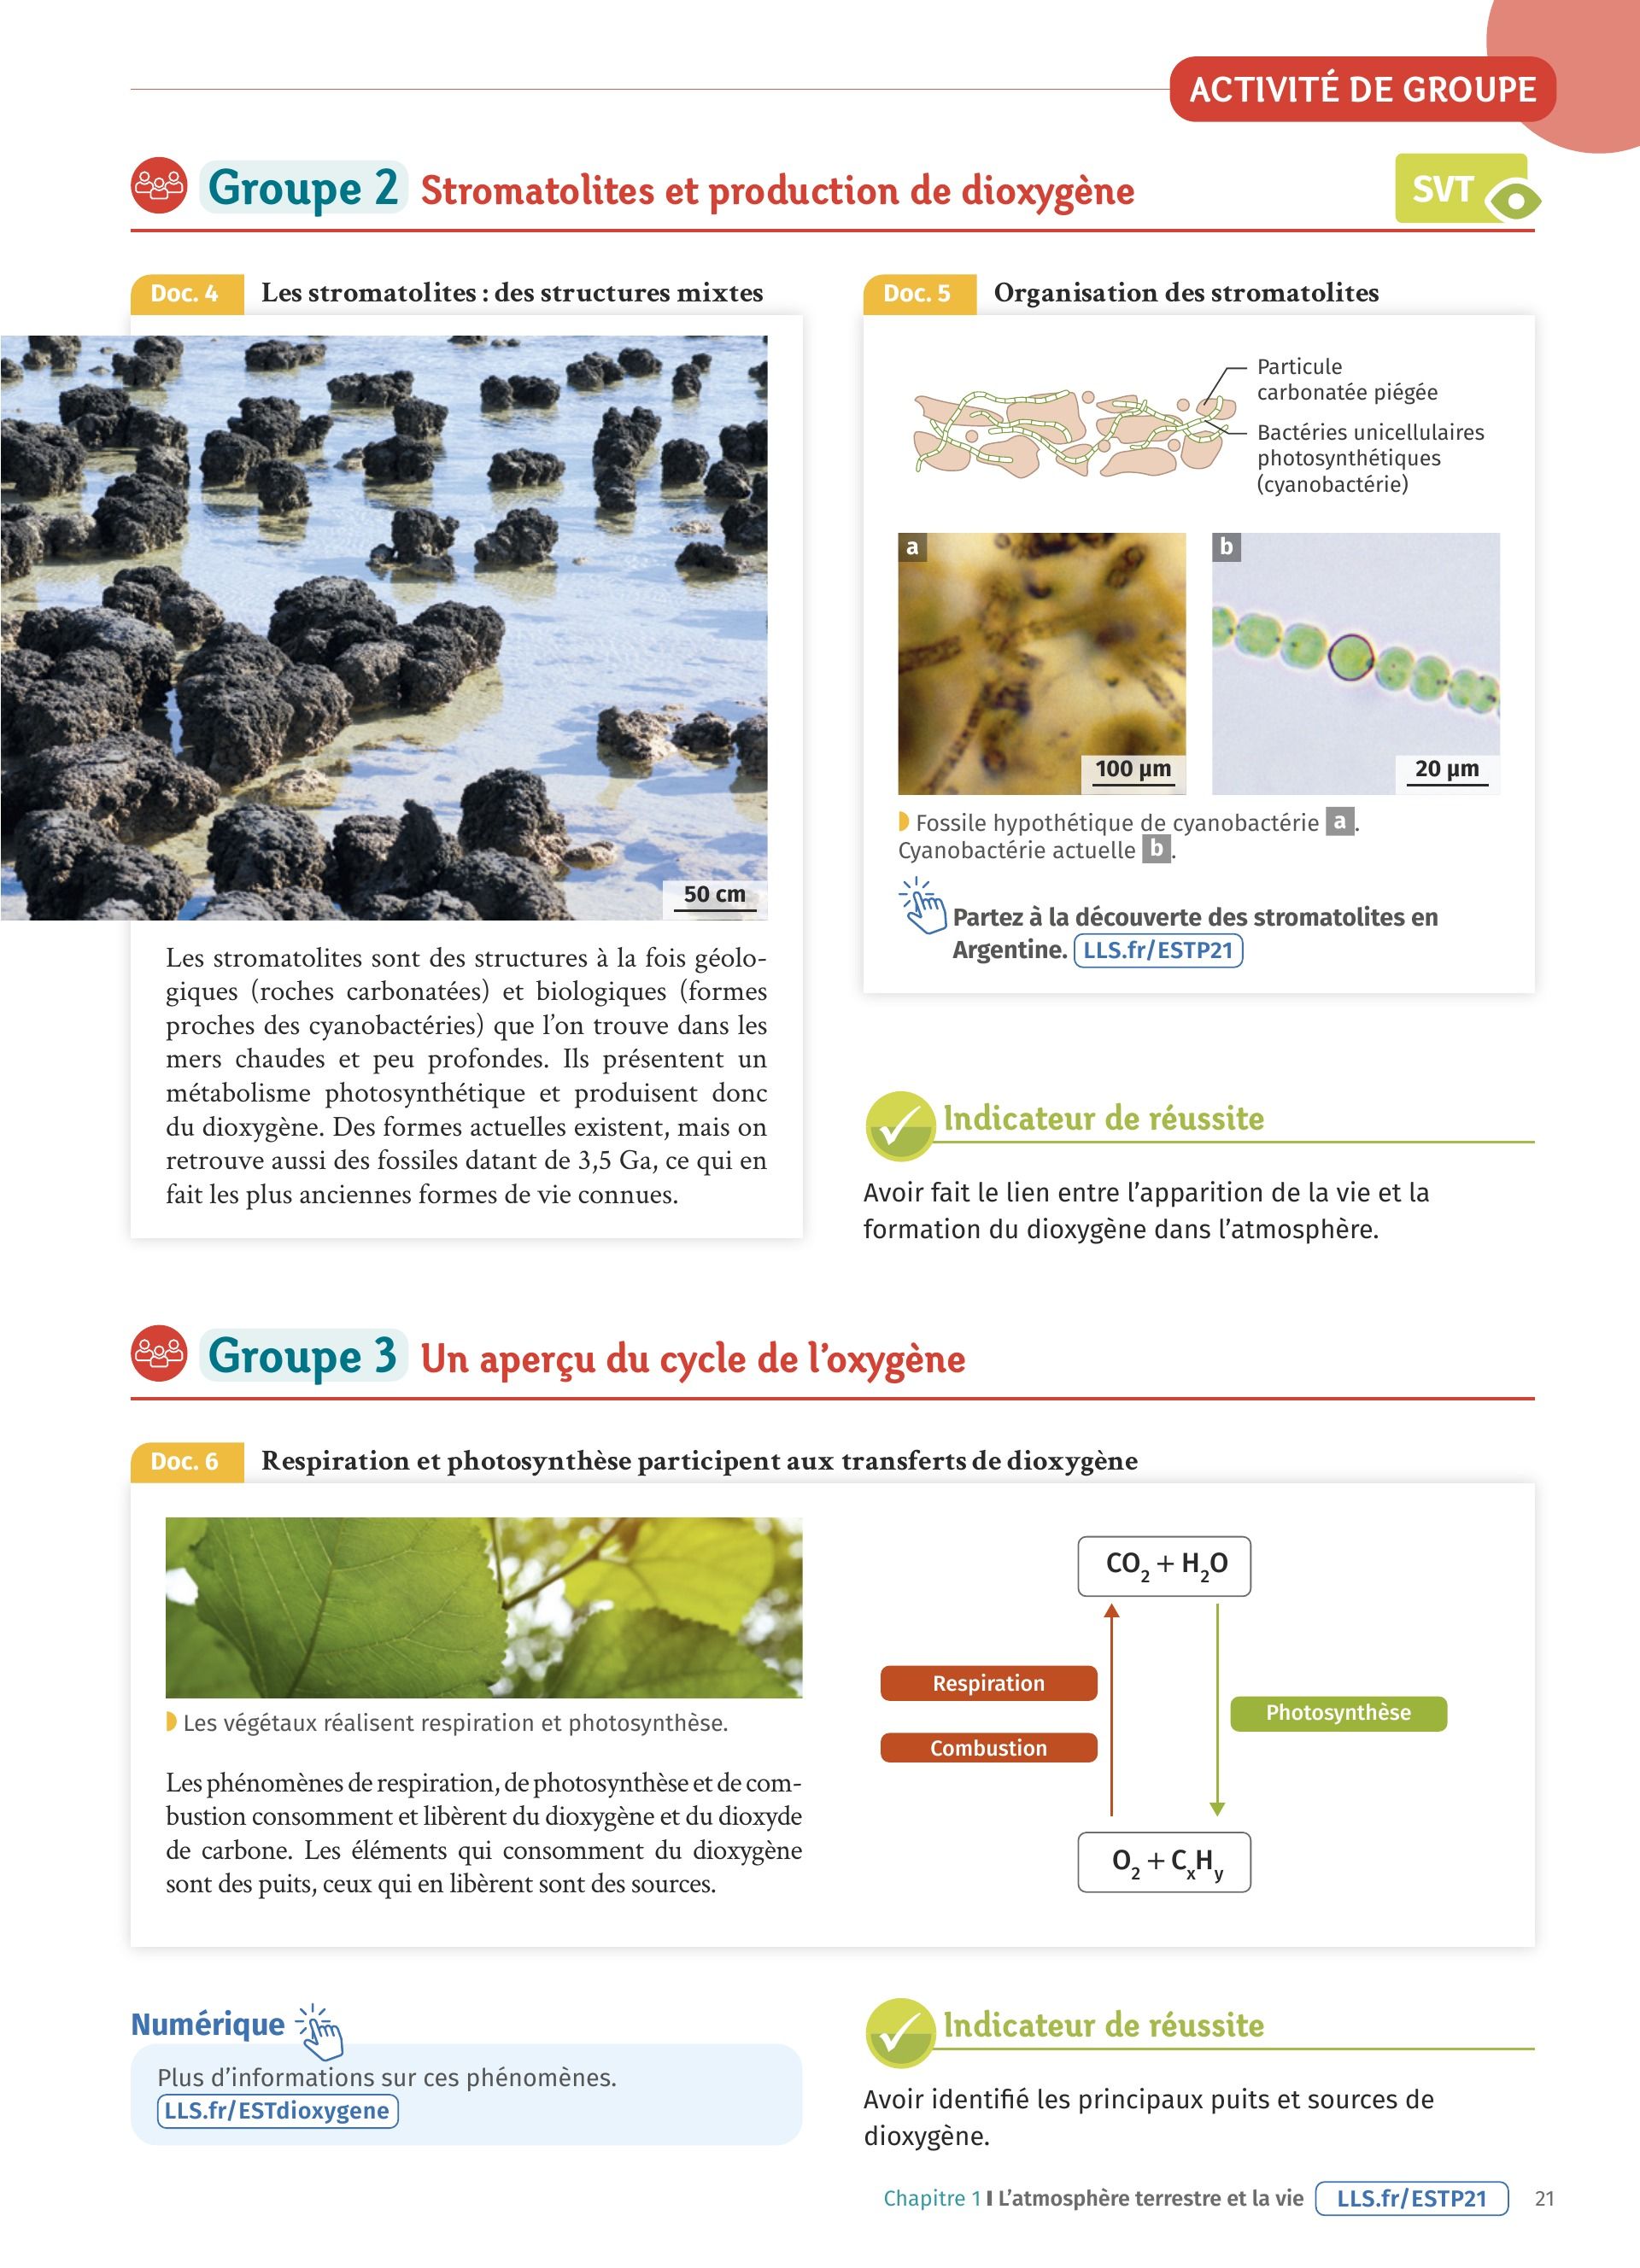 ACTIVITÉ DE GROUPE
Groupe 2 Stromatolites et production de dioxygène
SVT
Doc. 4 Les stromatolites : des structures mixtes
50 cm
Les stromatolites sont des structures à la fois géolo-
giques (roches carbonatées) et biologiques (formes
proches des cyanobactéries) que l'on trouve dans les
mers chaudes et peu profondes. Ils présentent un
métabolisme photosynthétique et produisent donc
du dioxygène. Des formes actuelles existent, mais on
retrouve aussi des fossiles datant de 3,5 Ga, ce qui en
fait les plus anciennes formes de vie connues.
Doc. 5 Organisation des stromatolites
Particule
carbonatée piégée
Bactéries unicellulaires
photosynthétiques
(cyanobactérie)
a
100 µm
b
20 µm
Fossile hypothétique de cyanobactérie a.
Cyanobactérie actuelle b.
Partez à la découverte des stromatolites en
Argentine. LLS.fr/ESTP21
Indicateur de réussite
Avoir fait le lien entre l'apparition de la vie et la
formation du dioxygène dans l'atmosphère.
Groupe 3 Un aperçu du cycle de l'oxygène
Doc. 6 Respiration et photosynthèse participent aux transferts de dioxygène
Les végétaux réalisent respiration et photosynthèse.
Les phénomènes de respiration, de photosynthèse et de com-
bustion consomment et libèrent du dioxygène et du dioxyde
de carbone. Les éléments qui consomment du dioxygène
sont des puits, ceux qui en libèrent sont des sources.
CO₂ + H₂O
Respiration
Photosynthèse
Combustion
O₂ + CₓHᵧ
Numérique
Plus d'informations sur ces phénomènes.
LLS.fr/ESTdioxygene
Indicateur de réussite
Avoir identifié les principaux puits et sources de
dioxygène.
Chapitre 1 I L'atmosphère terrestre et la vie LLS.fr/ESTP21 21